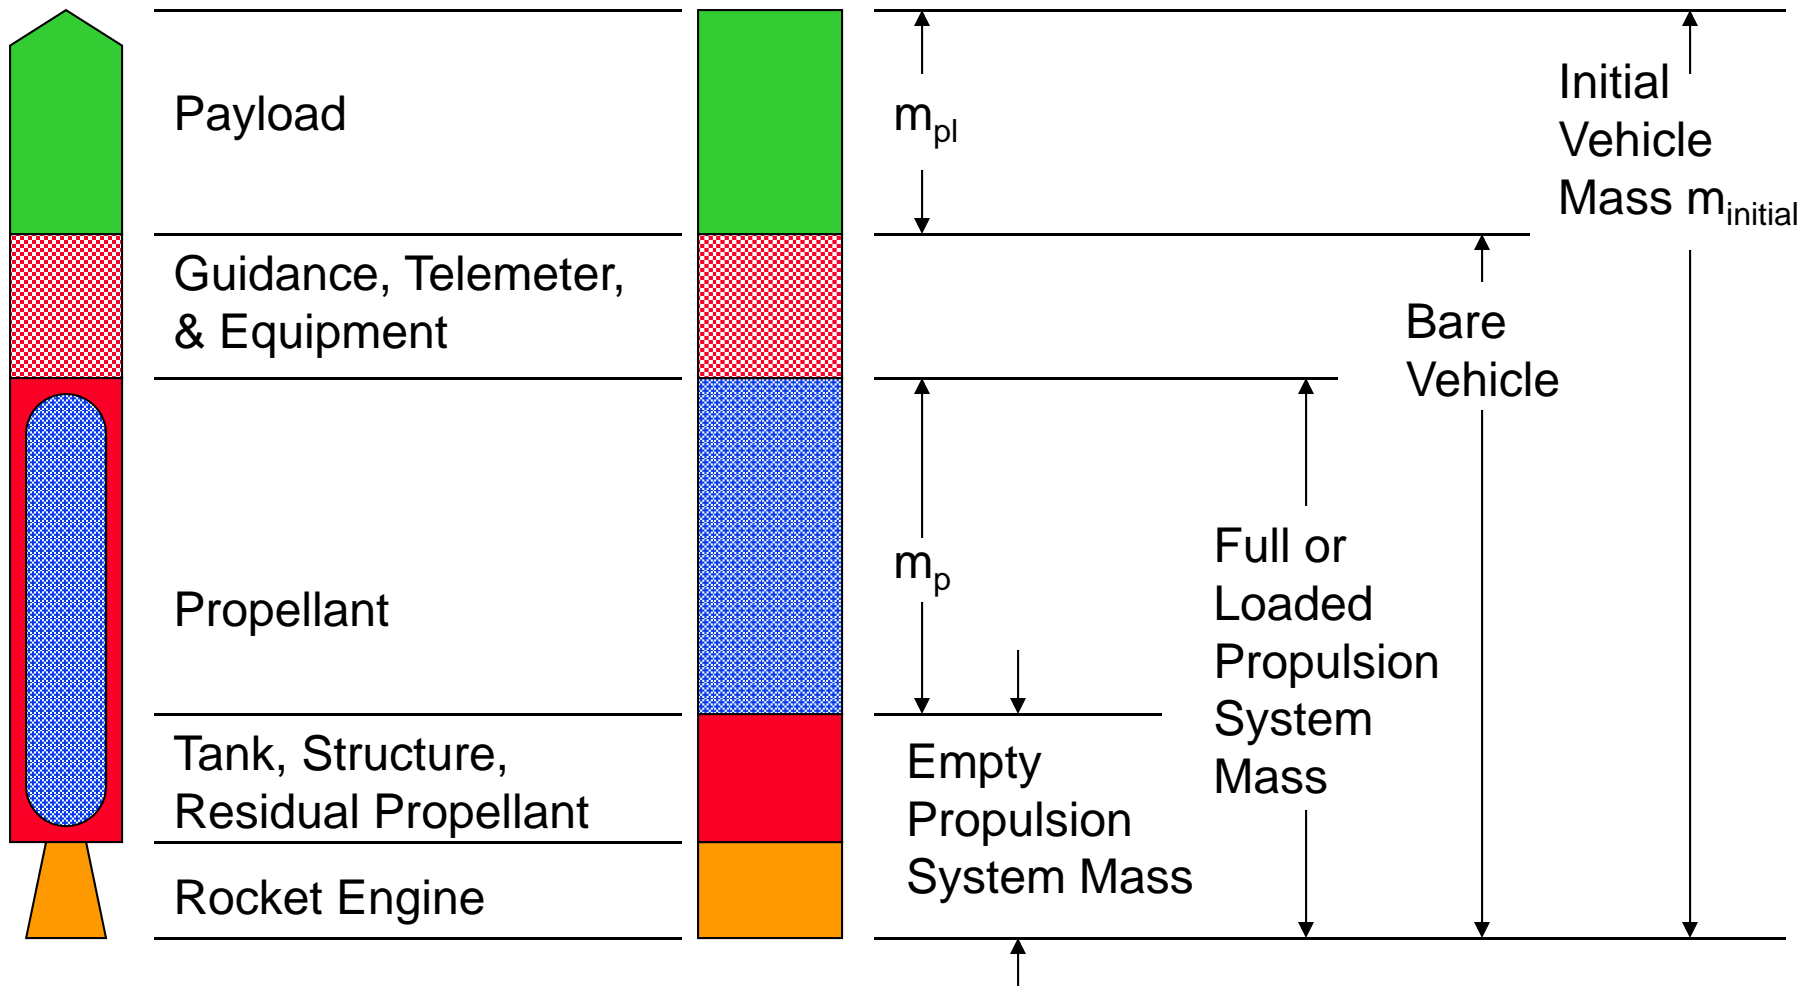 Payload
Guidance, Telemeter,
& Equipment
Propellant
Tank, Structure,
Residual Propellant
Rocket Engine
mpl
mp
Empty
Propulsion
System Mass
Full or
Loaded
Propulsion
System
Mass
Bare
Vehicle
Initial
Vehicle
Mass minitial